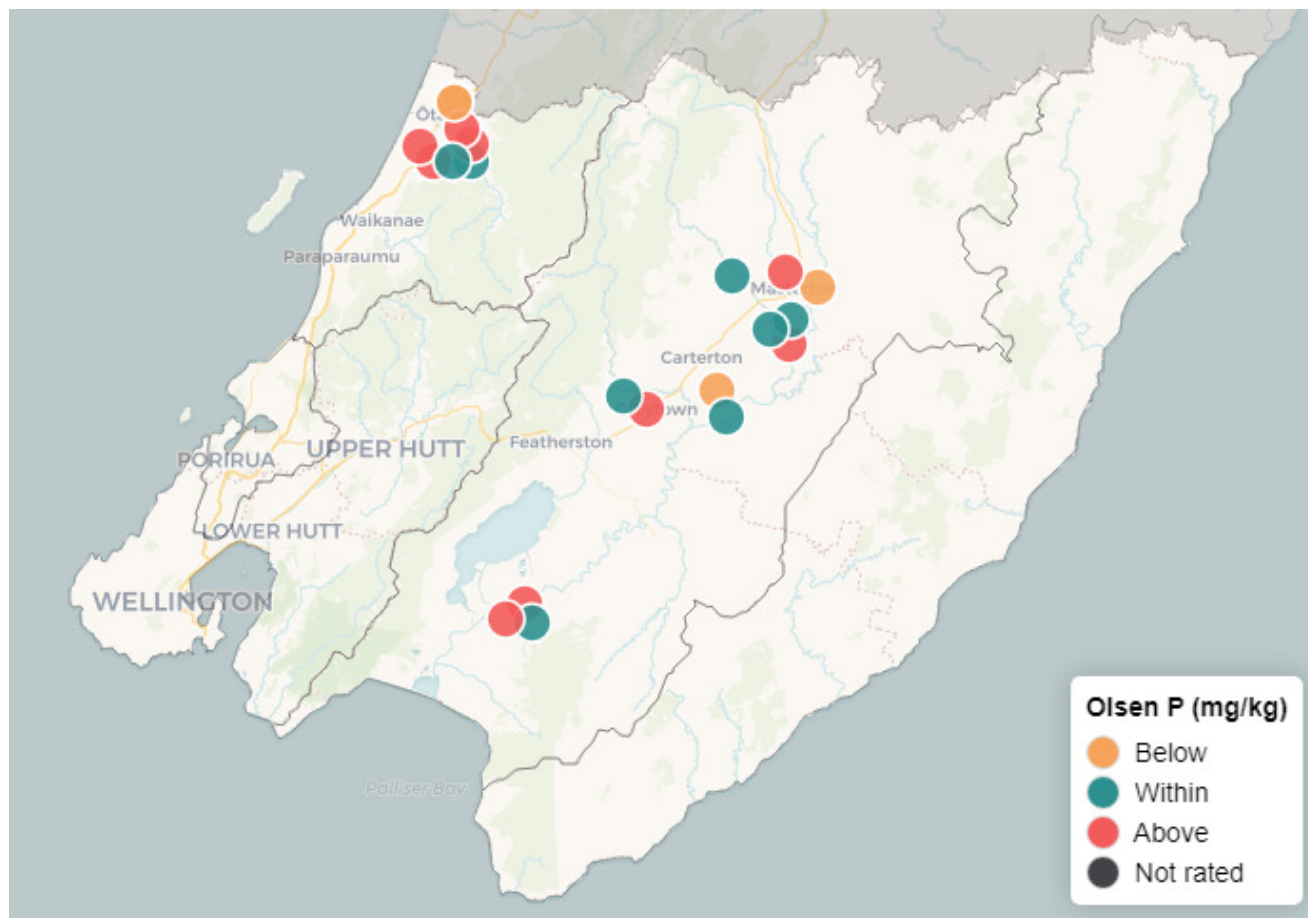 Waikanae
Paraparaumu
Carterton
Featherston
UPPER HUTT
PORIRUA
LOWER HUTT
WELLINGTON
Palliser Bay
Olsen P (mg/kg)
Below
Within
Above
Not rated